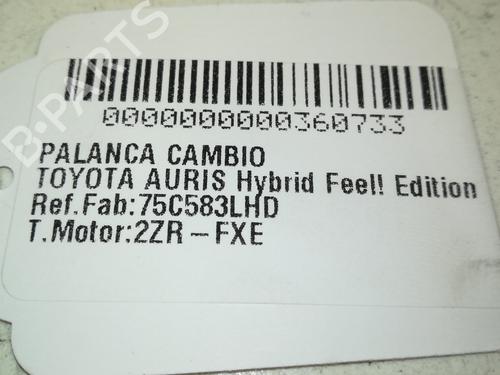 B-PARTS
0000000000360733
PALANCA CAMBIO
TOYOTA AURIS Hybrid Feel! Edition
Ref.Fab:75C583LHD
T.Motor:2ZR-FXE